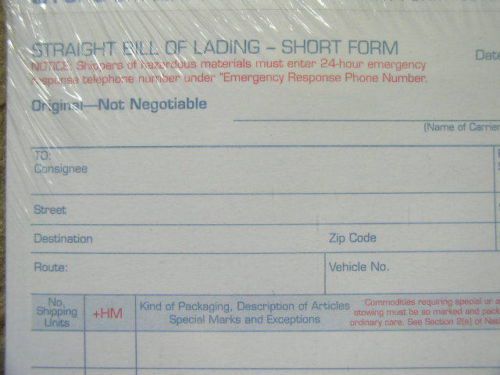 STRAIGHT BILL OF LADING – SHORT FORM
Date
NOTICE: Shippers of hazardous materials must enter 24-hour emergency
response telephone number under "Emergency Response Phone Number.
Original—Not Negotiable
(Name of Carrier
TO:
Consignee
Street
Destination
Zip Code
Route:
Vehicle No.
No.
Shipping
Units
+HM
Kind of Packaging, Description of Articles
Special Marks and Exceptions
Commodities requiring special or a
stowing must be so marked and pack
ordinary care. See Section 2(e) of Nat